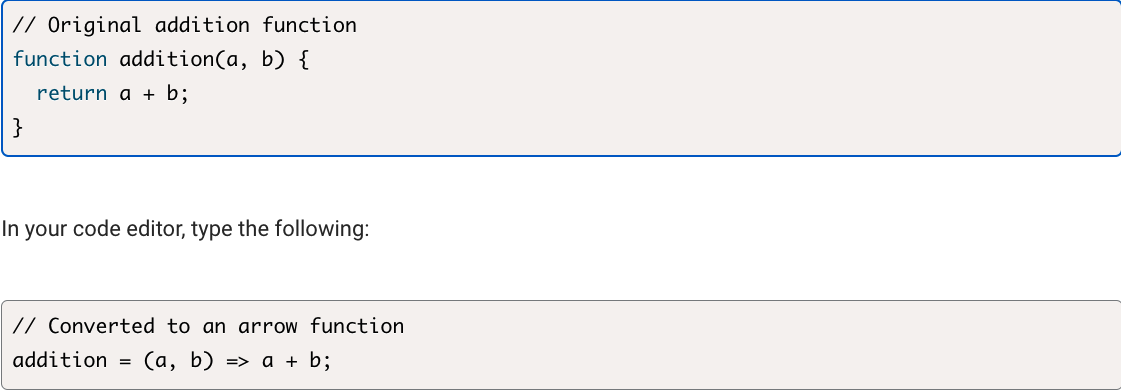 // Original addition function
function addition(a, b) {
  return a + b;
}
In your code editor, type the following:
// Converted to an arrow function
addition = (a, b) => a + b;